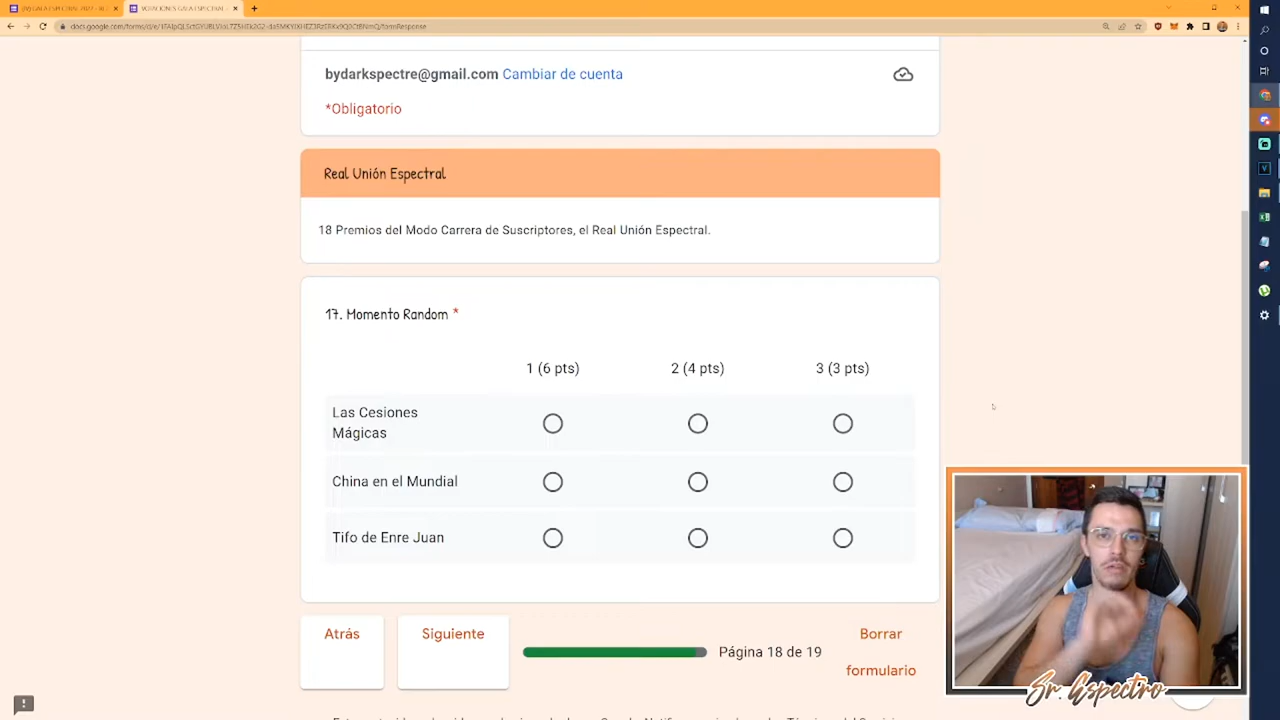 bydarkspectre@gmail.com Cambiar de cuenta
*Obligatorio
Real Unión Espectral
18 Premios del Modo Carrera de Suscriptores, el Real Unión Espectral.
17. Momento Random *
1 (6 pts) 2 (4 pts) 3 (3 pts)
Las Cesiones
Mágicas
China en el Mundial
Tifo de Enre Juan
Atrás Siguiente Página 18 de 19 Borrar
formulario
Sr. Espectro